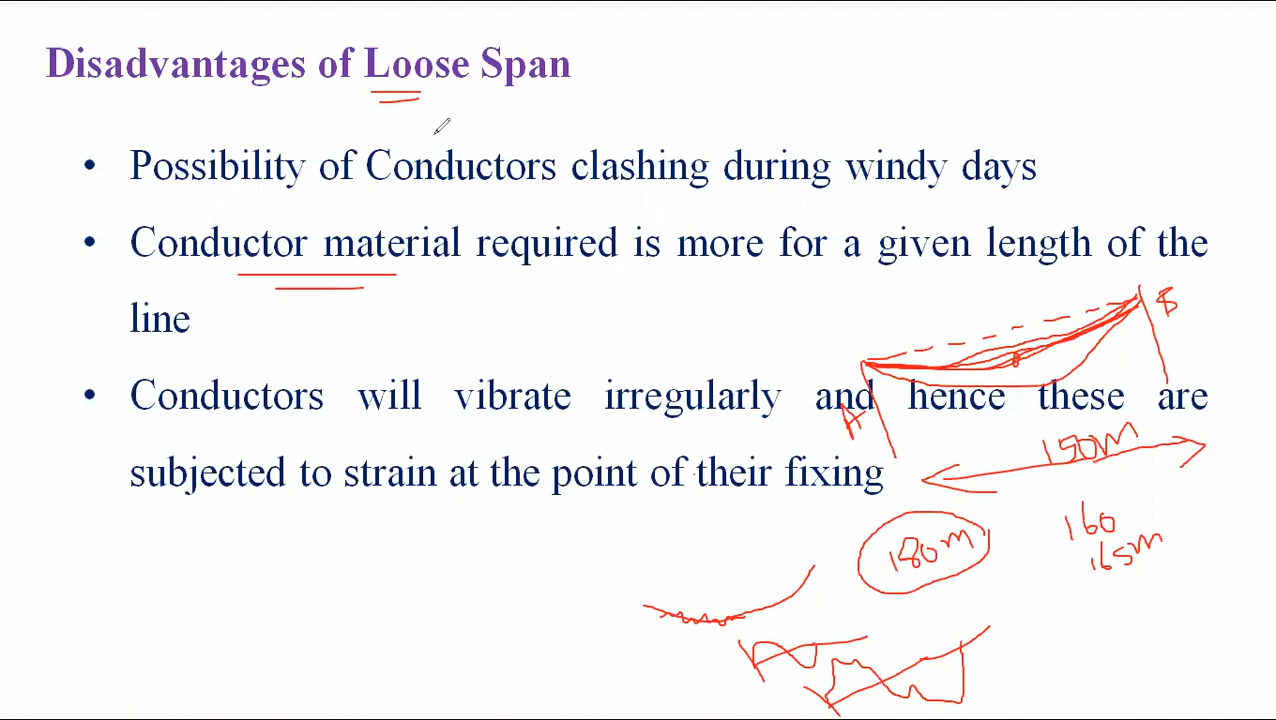 Disadvantages of Loose Span
• Possibility of Conductors clashing during windy days
• Conductor material required is more for a given length of the
line
B
• Conductors will vibrate irregularly and hence these are
A
150m
subjected to strain at the point of their fixing
160
180m
165m